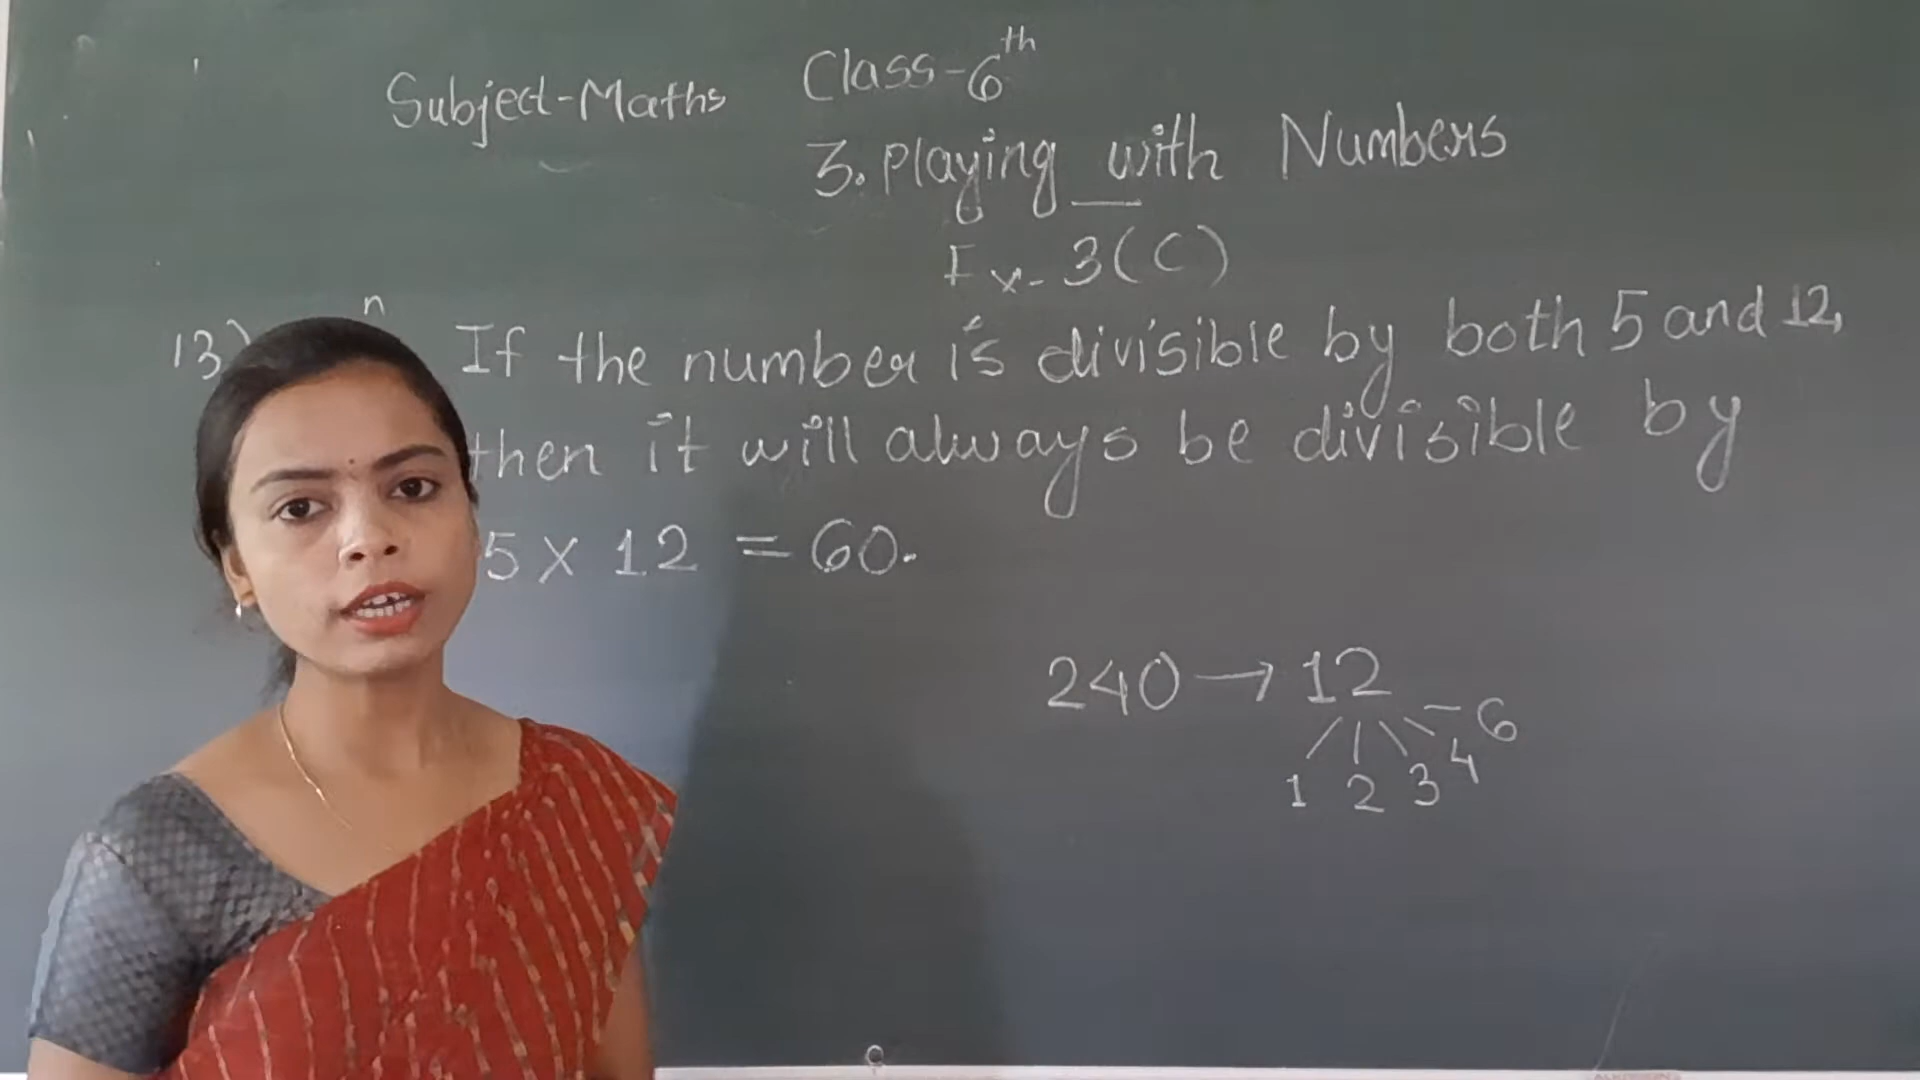 Subject-Maths Class-6th
3. Playing with Numbers
Ex- 3(C)
13) n If the number is divisible by both 5 and 12,
then it will always be divisible by
5 X 12 = 60.
240 → 12
1 2 3 4 6